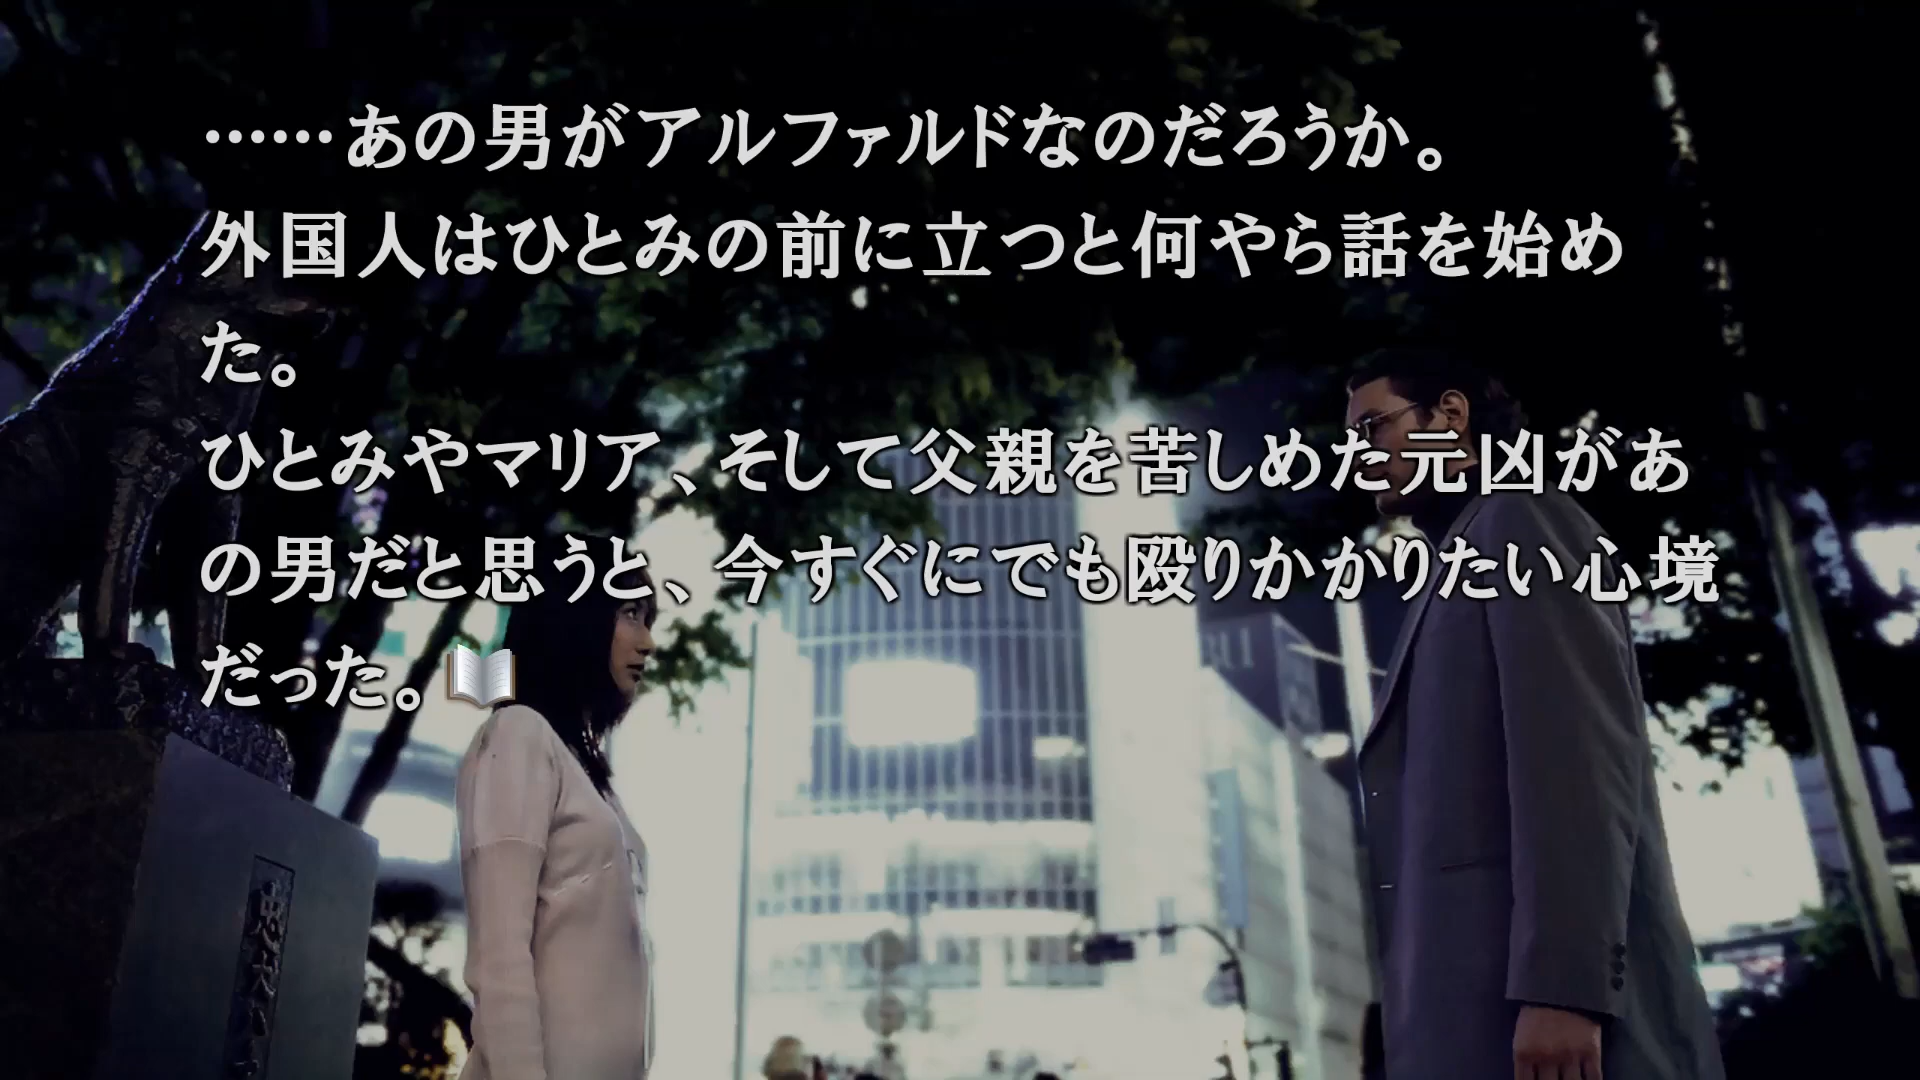 ……あの男がアルファルドなのだろうか。
外国人はひとみの前に立つと何やら話を始め
た。
ひとみやマリア、そして父親を苦しめた元凶があ
の男だと思うと、今すぐにでも殴りかかりたい心境
だった。
忠犬ハ